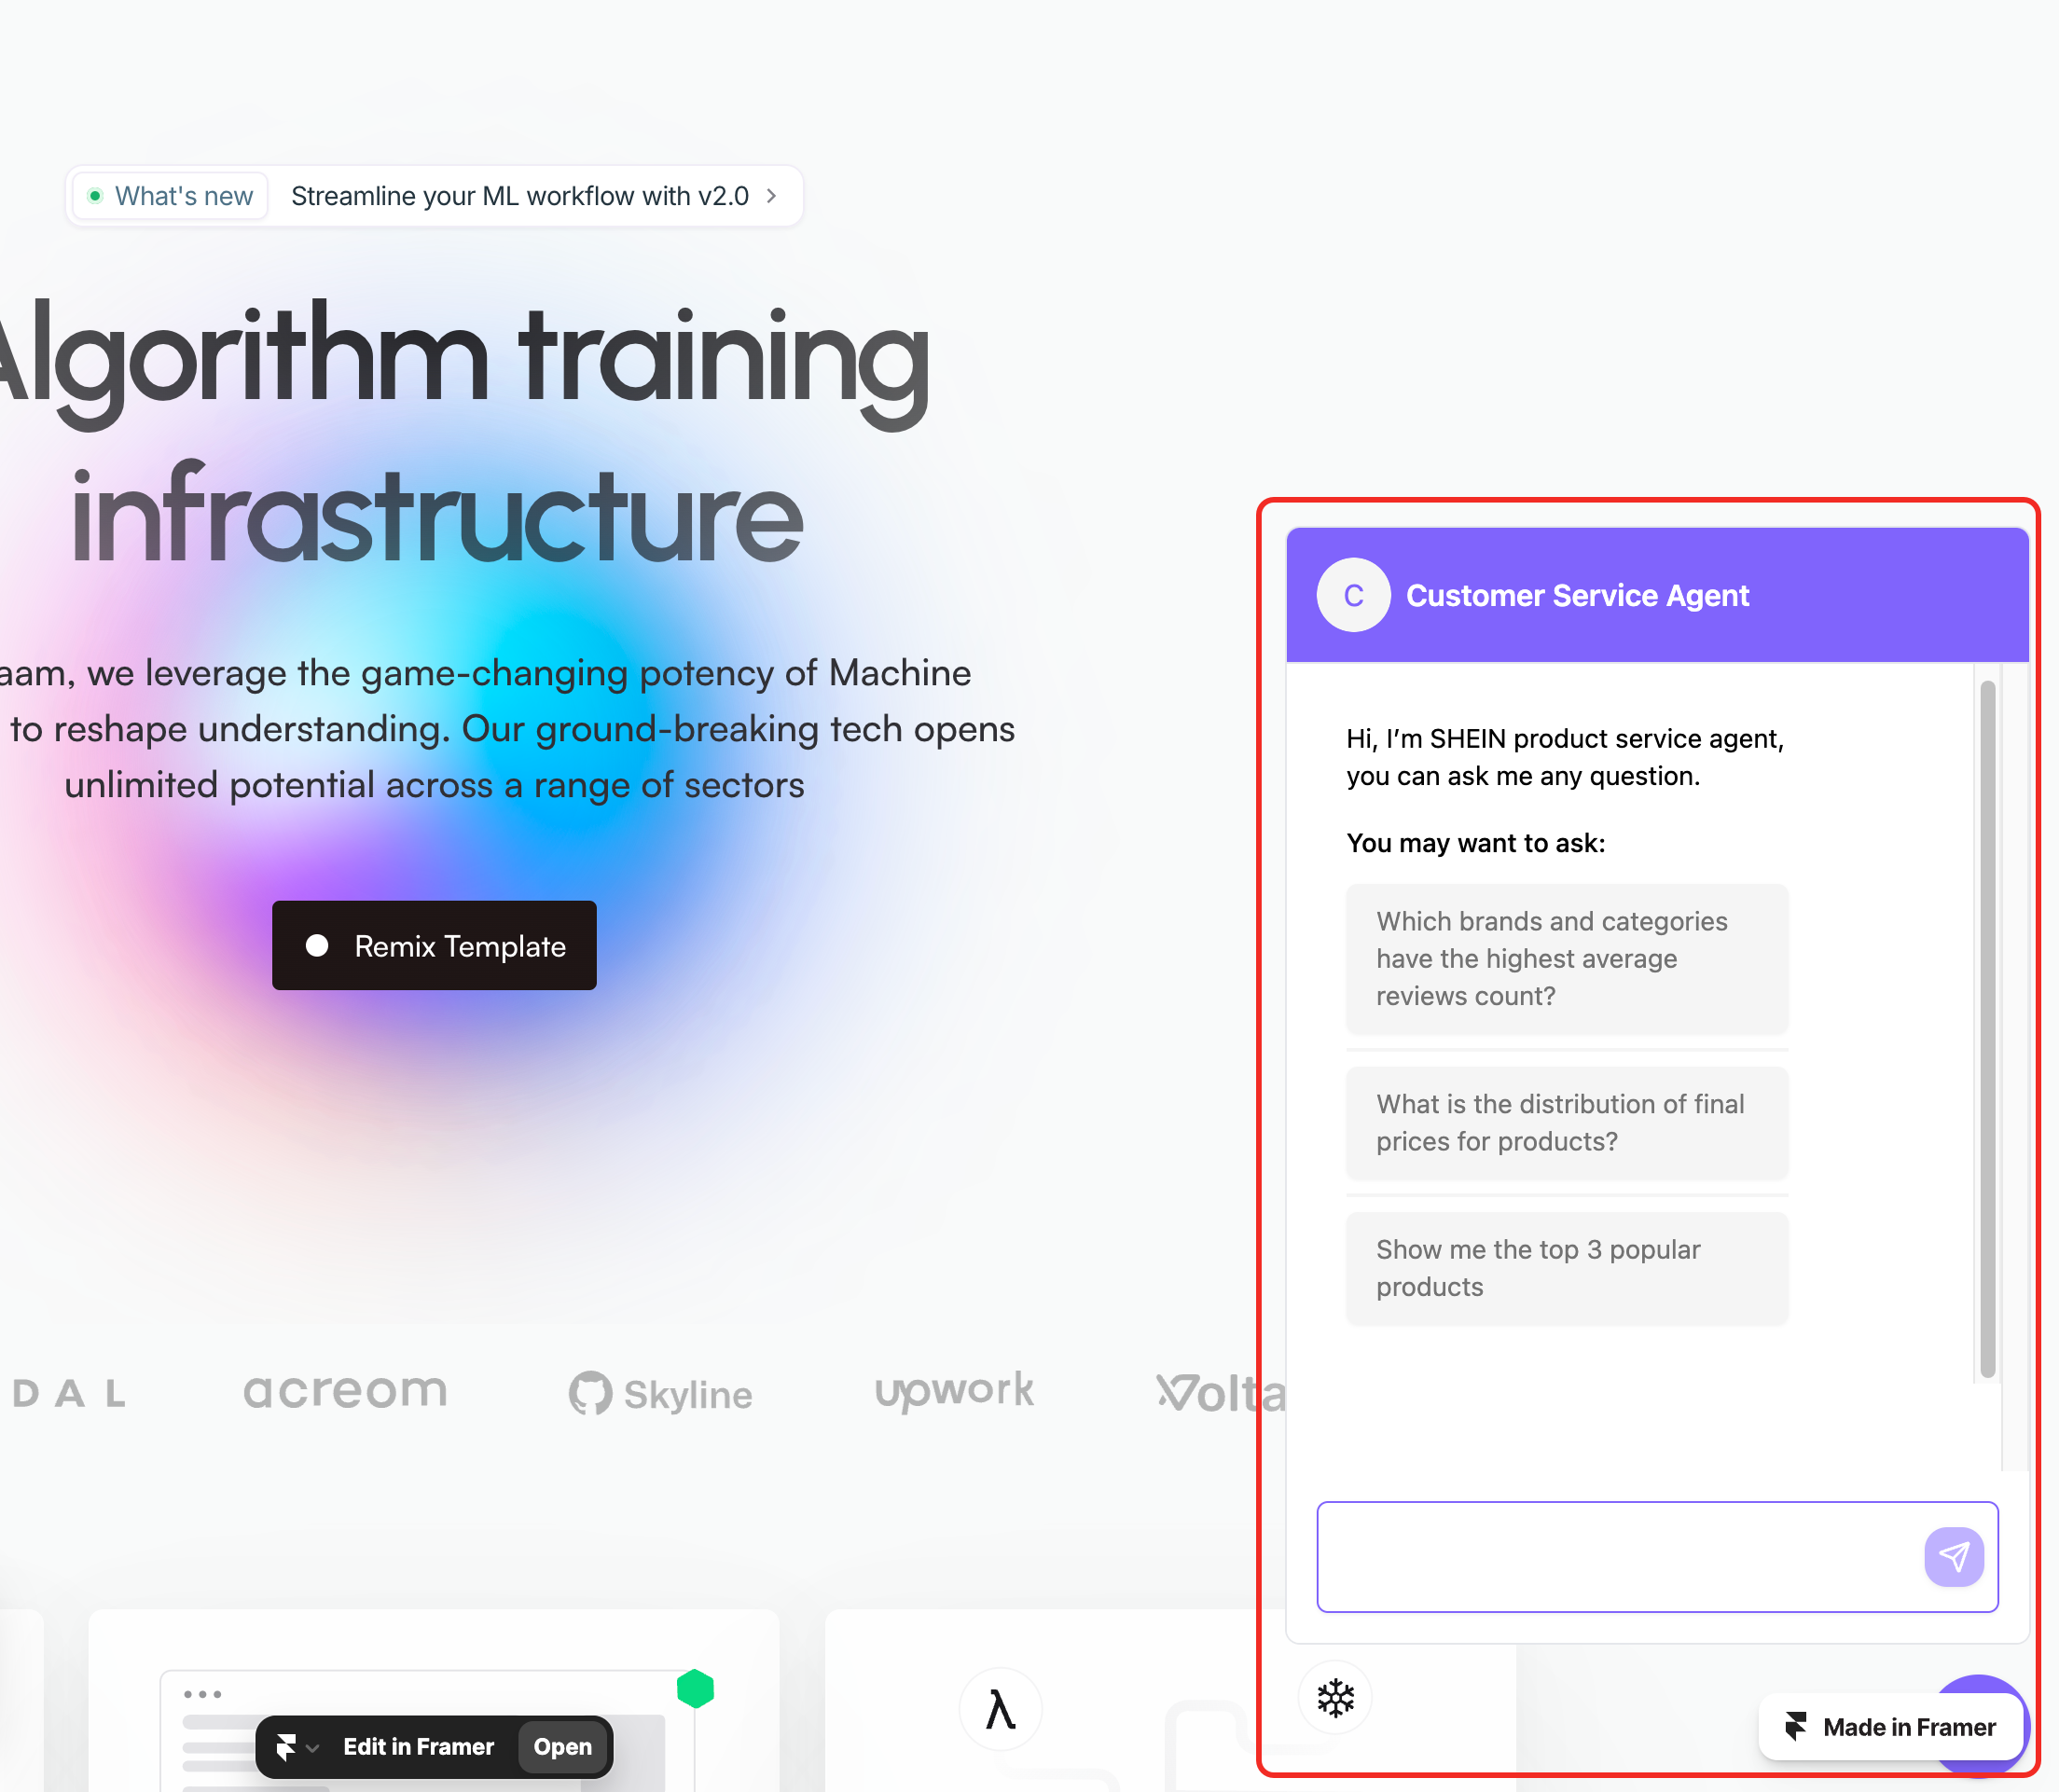 What's new Streamline your ML workflow with v2.0
Algorithm training
infrastructure
aam, we leverage the game-changing potency of Machine
to reshape understanding. Our ground-breaking tech opens
unlimited potential across a range of sectors
Remix Template
DAL
acreom
Skyline
upwork
Volta
Edit in Framer Open
λ
C Customer Service Agent
Hi, I’m SHEIN product service agent,
you can ask me any question.
You may want to ask:
Which brands and categories
have the highest average
reviews count?
What is the distribution of final
prices for products?
Show me the top 3 popular
products
Made in Framer